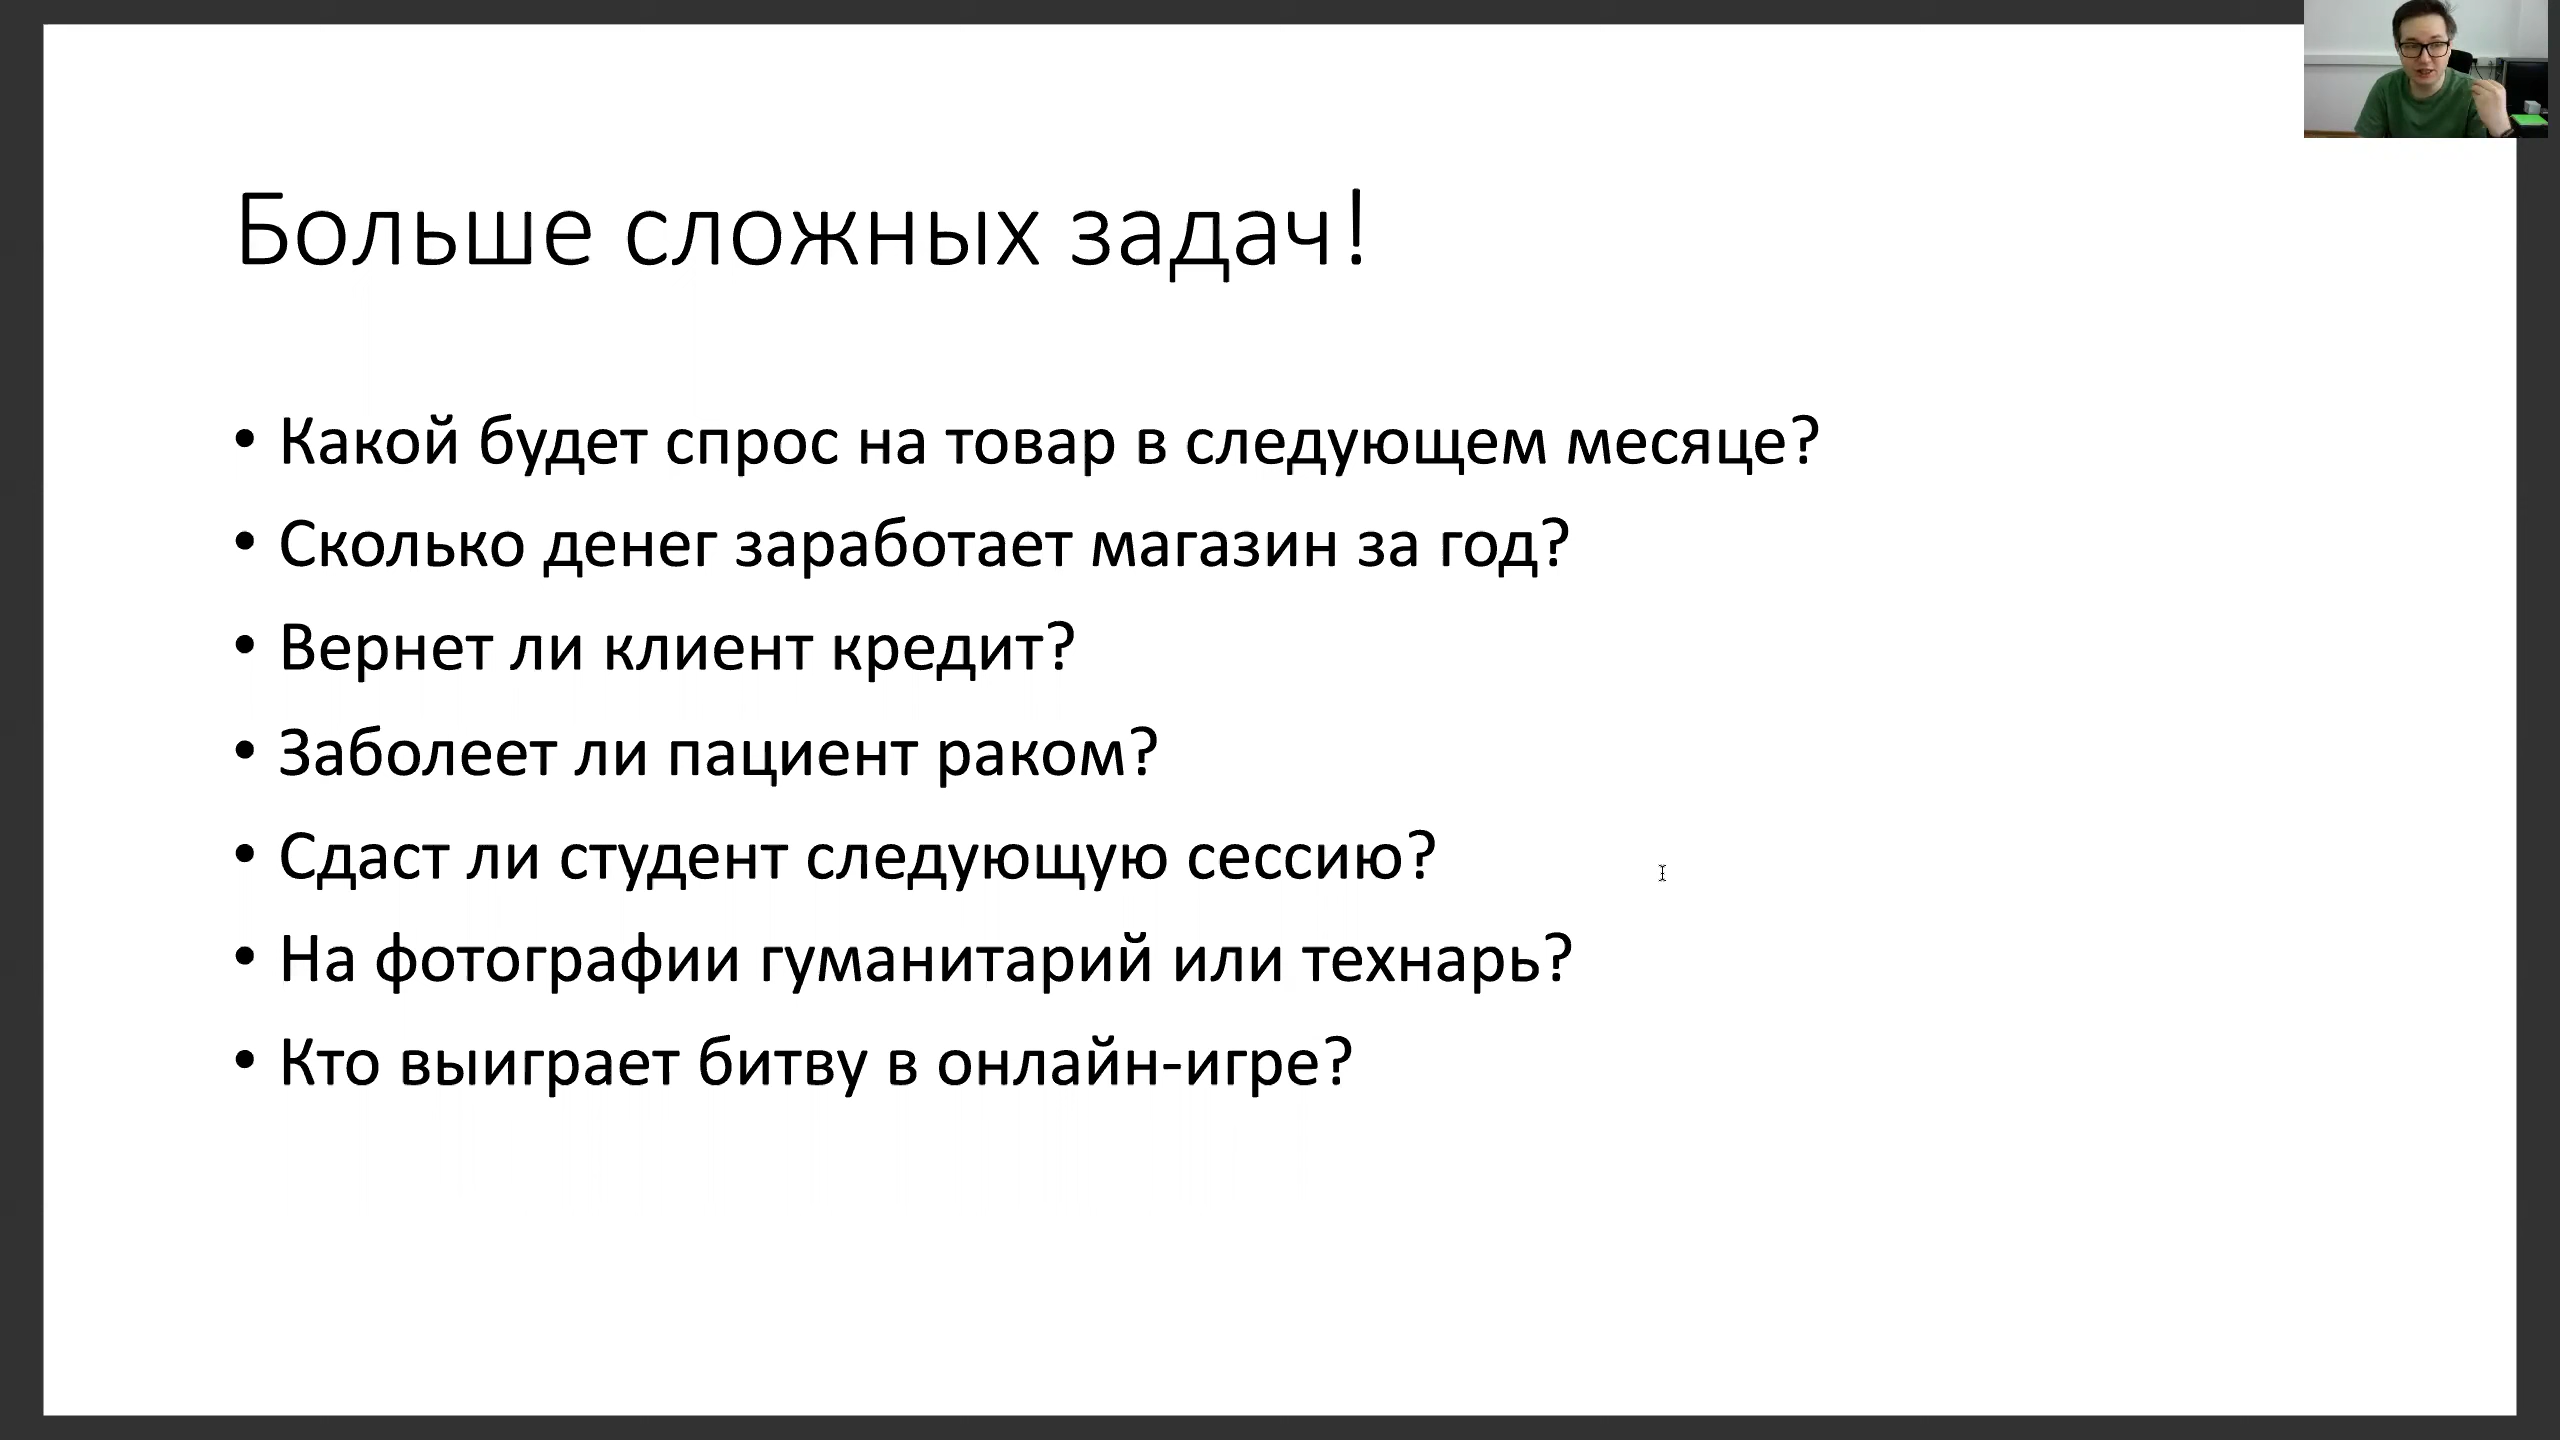 Больше сложных задач!
• Какой будет спрос на товар в следующем месяце?
• Сколько денег заработает магазин за год?
• Вернет ли клиент кредит?
• Заболеет ли пациент раком?
• Сдаст ли студент следующую сессию?
• На фотографии гуманитарий или технарь?
• Кто выиграет битву в онлайн-игре?